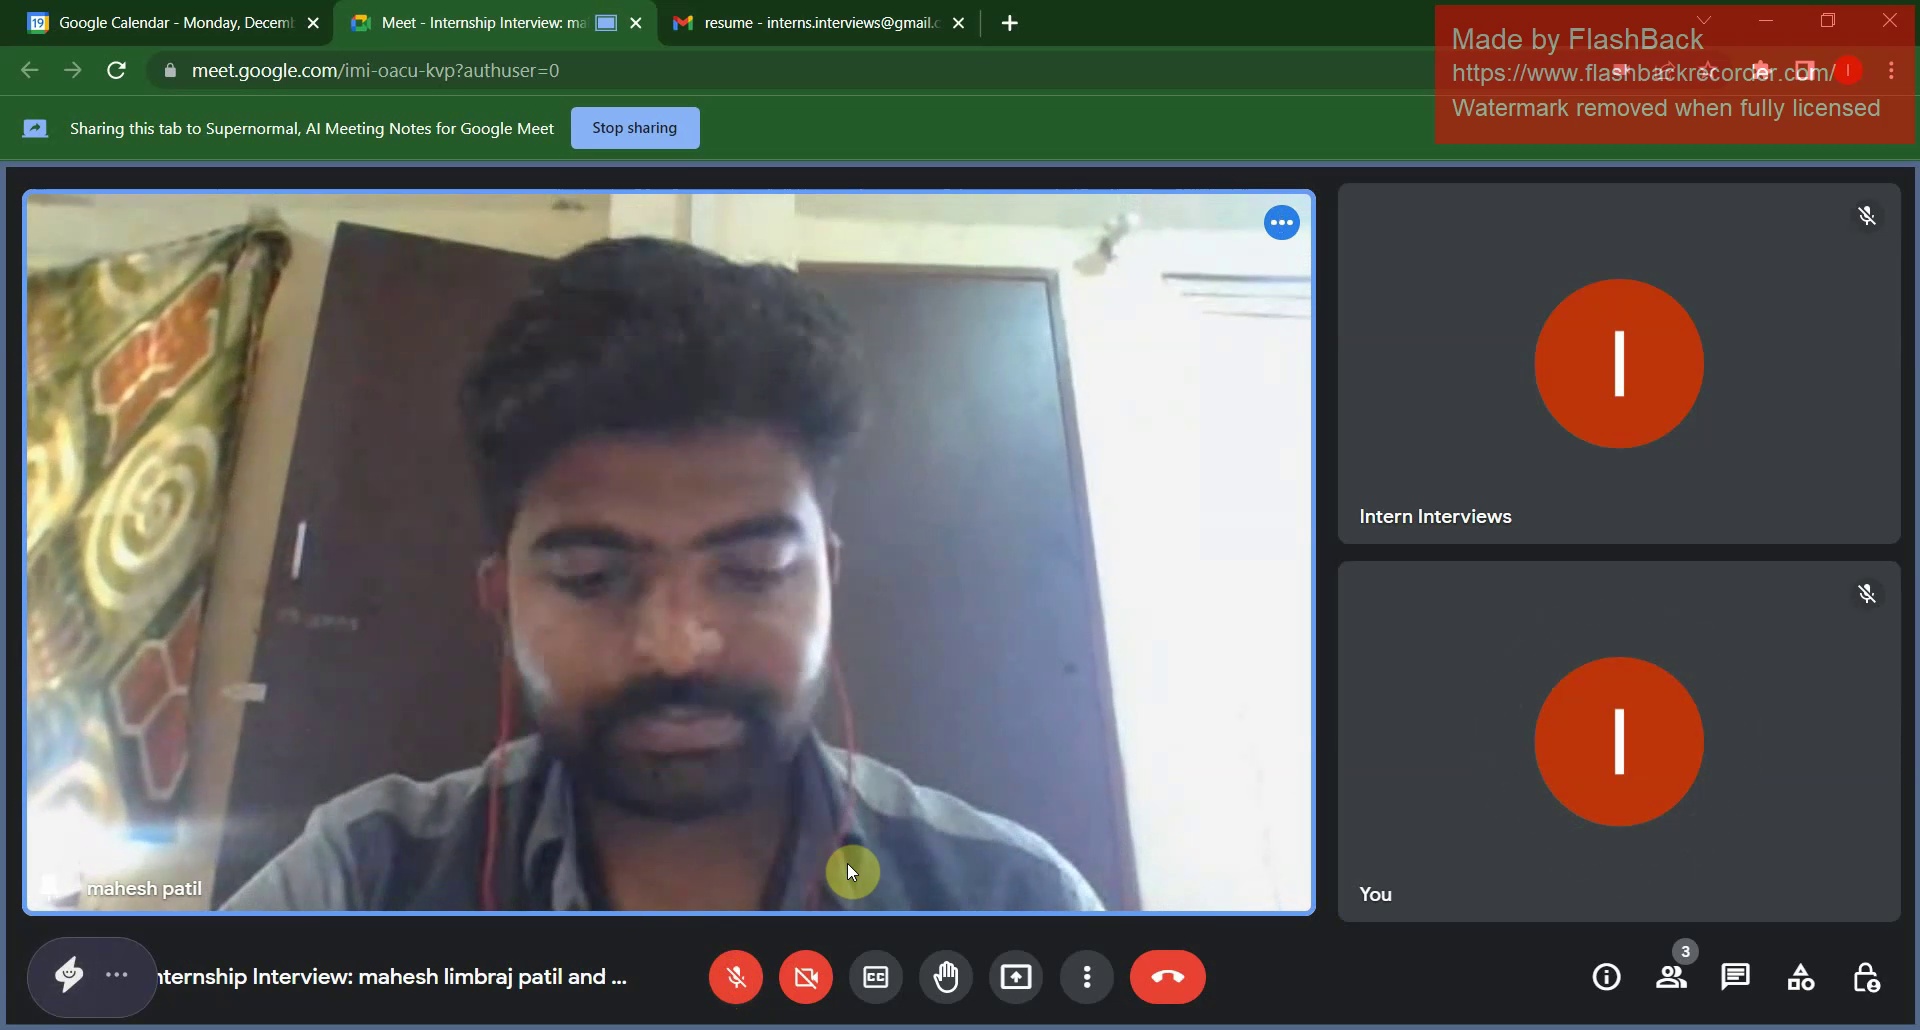 Google Calendar - Monday, Decem
Meet - Internship Interview: ma
resume - interns.interviews@gmail.c
Made by FlashBack
https://www.flashbackrecorder.com/
Watermark removed when fully licensed
meet.google.com/imi-oacu-kvp?authuser=0
Sharing this tab to Supernormal, AI Meeting Notes for Google Meet
Stop sharing
I
Intern Interviews
I
You
mahesh patil
nternship Interview: mahesh limbraj patil and ...
3